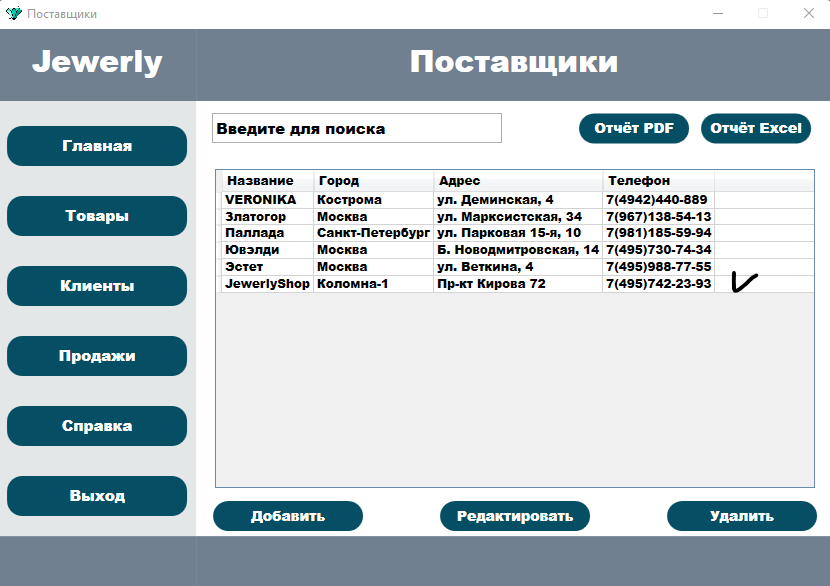 Поставщики
Jewerly
Поставщики
Введите для поиска
Отчёт PDF
Отчёт Excel
Главная
Товары
Клиенты
Продажи
Справка
Выход
Название Город Адрес Телефон
VERONIKA Кострома ул. Деминская, 4 7(4942)440-889
Златогор Москва ул. Марксистская, 34 7(967)138-54-13
Паллада Санкт-Петербург ул. Парковая 15-я, 10 7(981)185-59-94
Ювэлди Москва Б. Новодмитровская, 14 7(495)730-74-34
Эстет Москва ул. Веткина, 4 7(495)988-77-55
JewerlyShop Коломна-1 Пр-кт Кирова 72 7(495)742-23-93
Добавить
Редактировать
Удалить